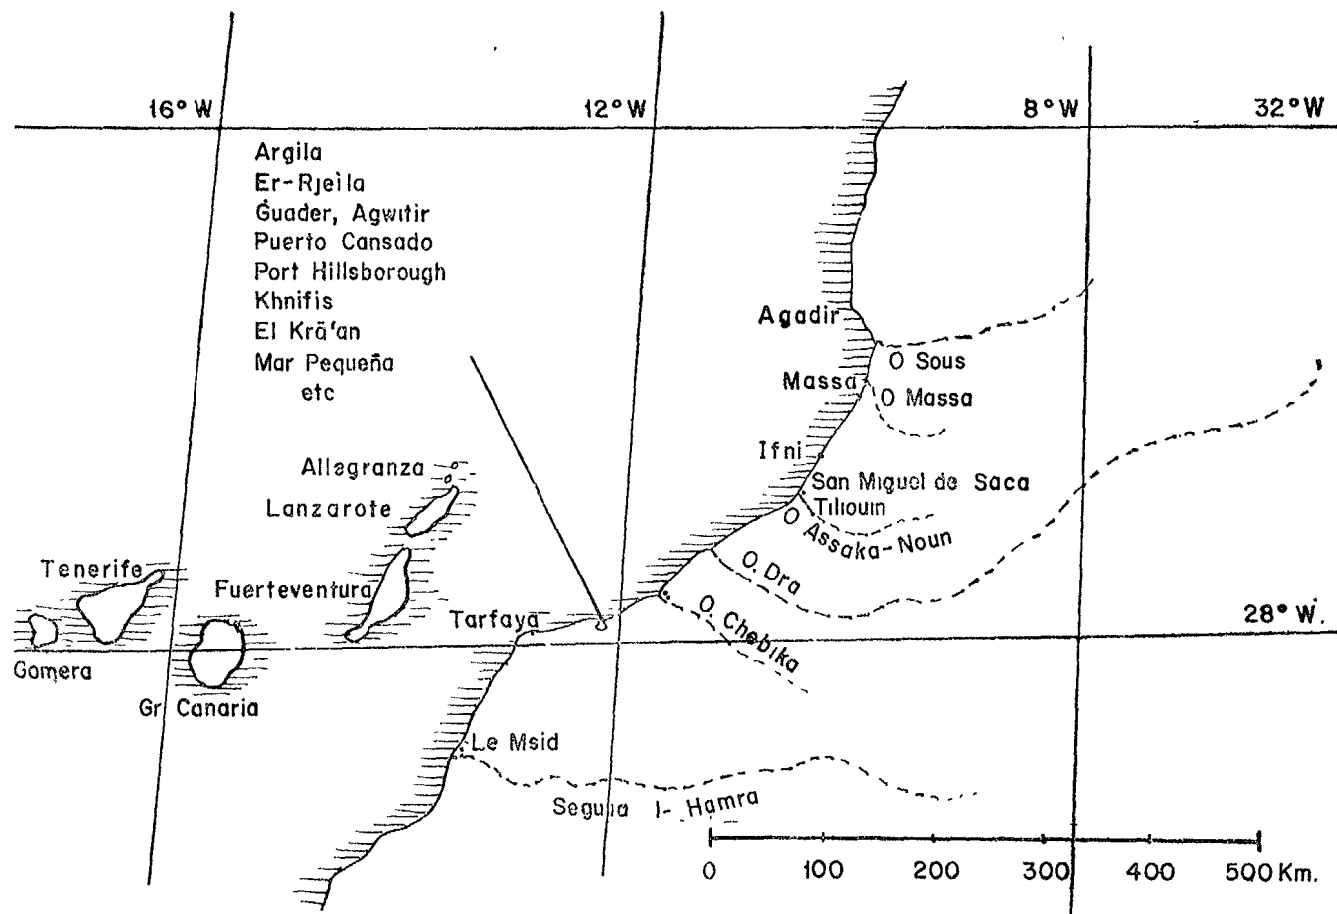 16° W
12° W
8° W
32° W
Argila
Er-Rjeila
Guader, Agwitir
Puerto Cansado
Port Hillsborough
Khnifis
El Krä'an
Mar Pequeña
etc
Agadir
O Sous
Massa
O Massa
Ifni
San Miguel de Saca
Tiliouin
O Assaka-Noun
Allegranza
Lanzarote
Tenerife
Fuerteventura
O. Dra
Tarfaya
O. Chebika
28° W.
Gomera
Gr Canaria
Le Msid
Seguia l- Hamra
0 100 200 300 400 500 Km.